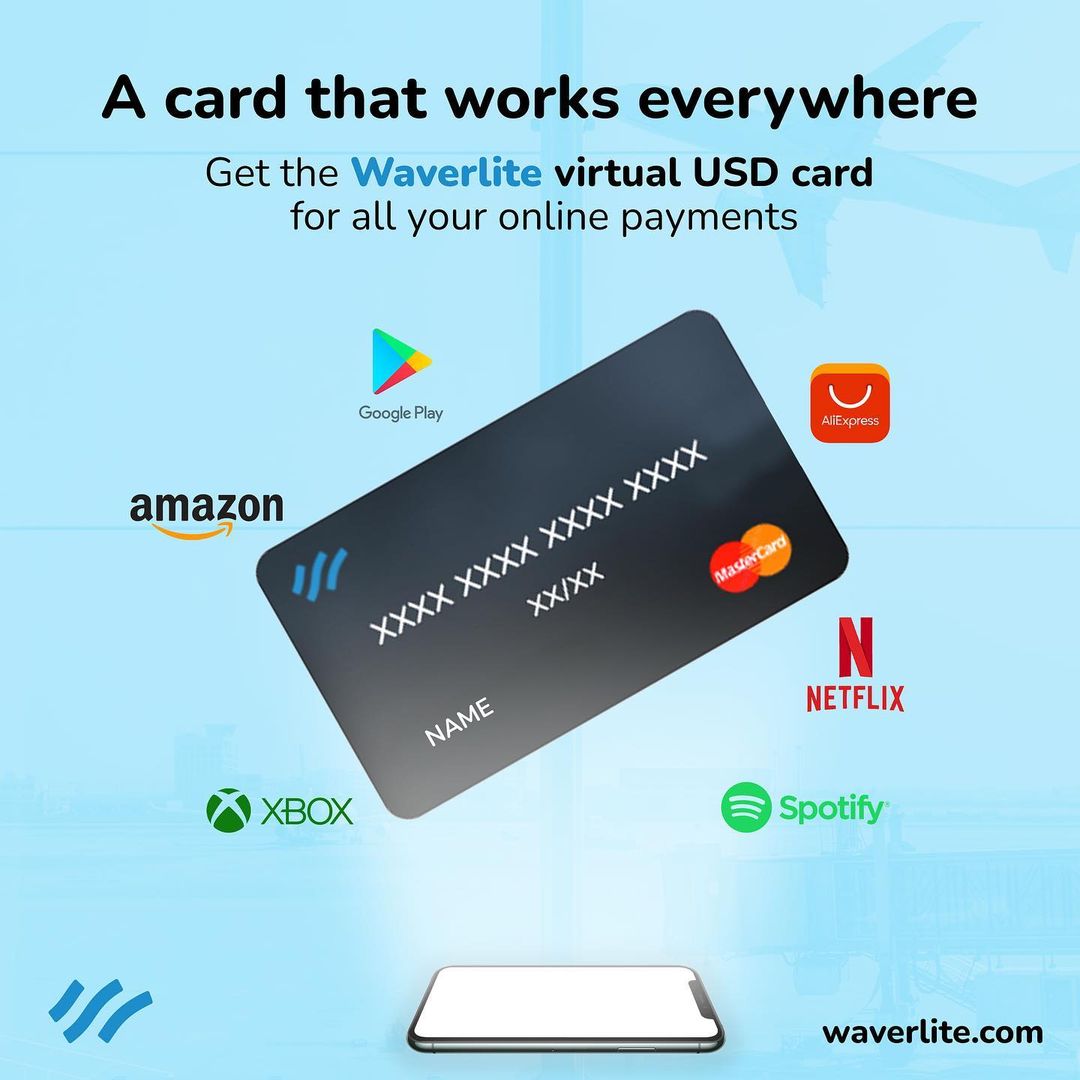 A card that works everywhere
Get the Waverlite virtual USD card
for all your online payments
Google Play
AliExpress
amazon
XXXX XXXX XXXX XXXX
XX/XX
MasterCard
NAME
NETFLIX
XBOX
Spotify
waverlite.com